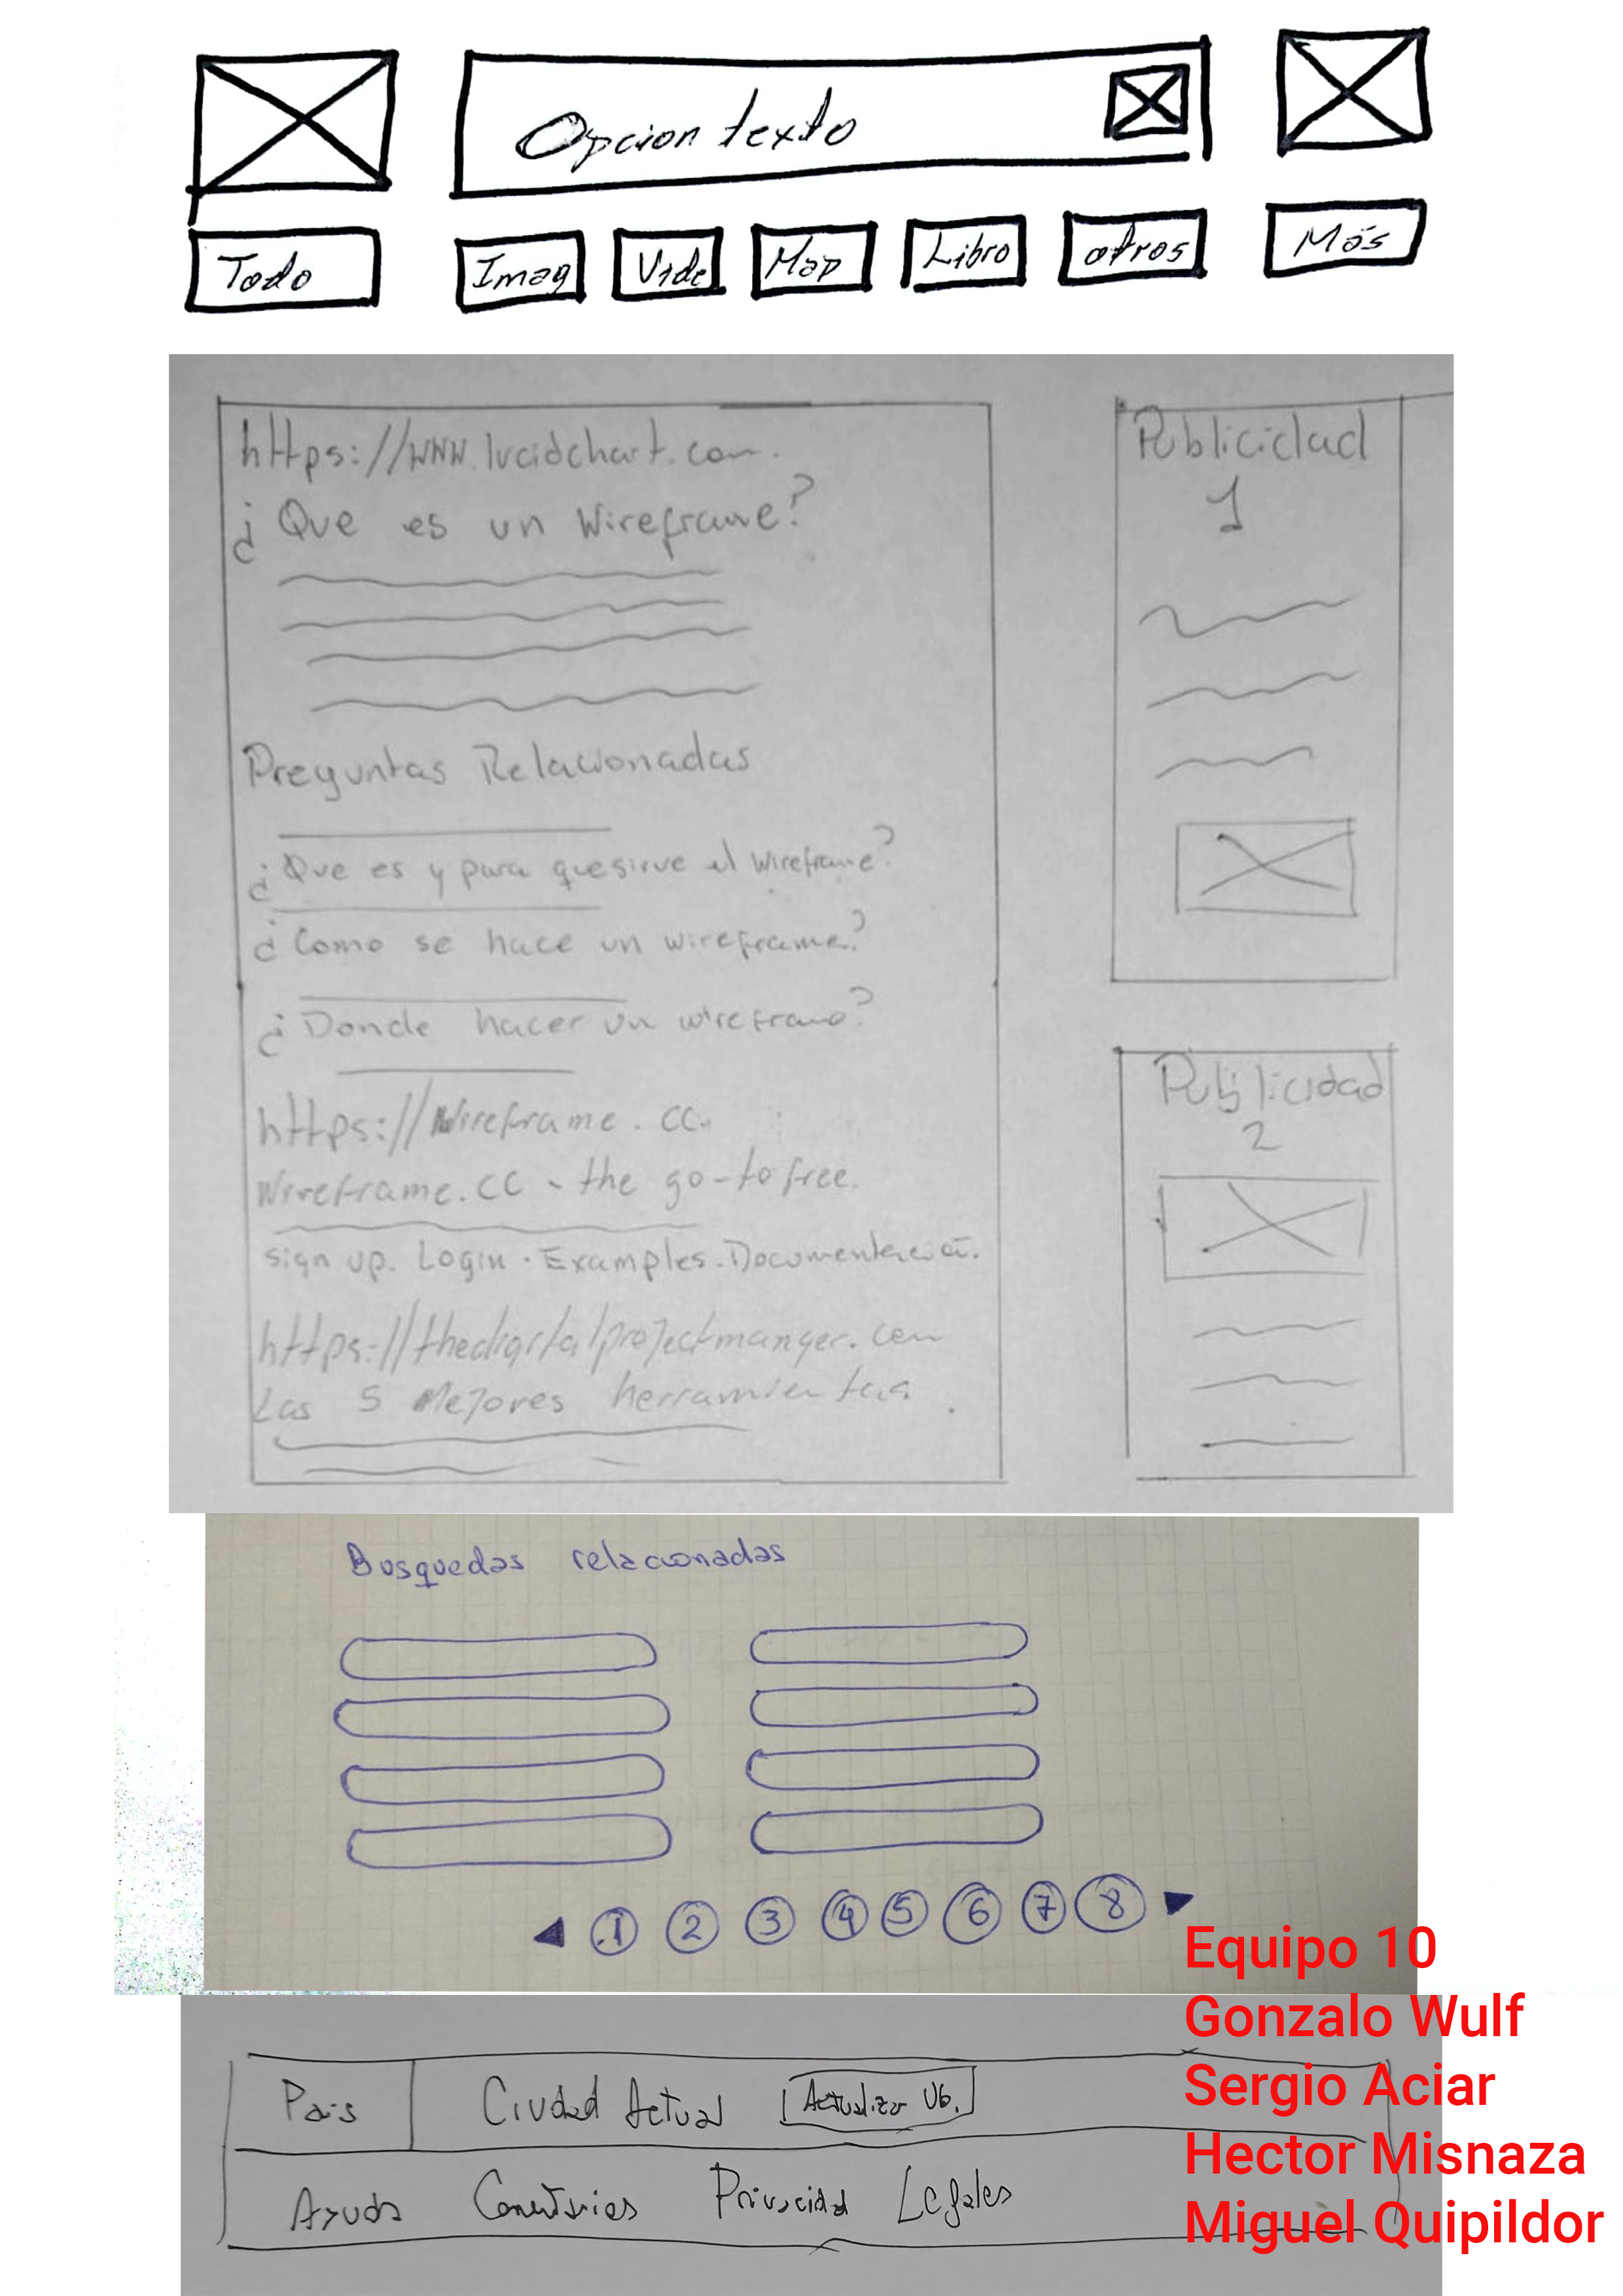 Opcion texto
Todo
Imag
Vide
Map
Libro
otros
Más
https://www.lucidchart.com.
¿Que es un Wireframe?
Preguntas Relacionadas
¿Que es y para que sirve el wireframe?
¿Como se hace un wireframe?
¿Donde hacer un wireframe?
https://wireframe.cc.
Wireframe.cc - the go-to free.
sign up. Login. Examples.
https://thedigitalprojectmanger.com
Las 5 Mejores herramientas
Publicidad
1
Publicidad
2
Busquedas relacionadas
1 2 3 4 5 6 7 8
Pais
Ciudad Actual
Actualizar Ub.
Ayuda
Comentarios
Privacidad
Legales
Equipo 10
Gonzalo Wulf
Sergio Aciar
Hector Misnaza
Miguel Quipildor